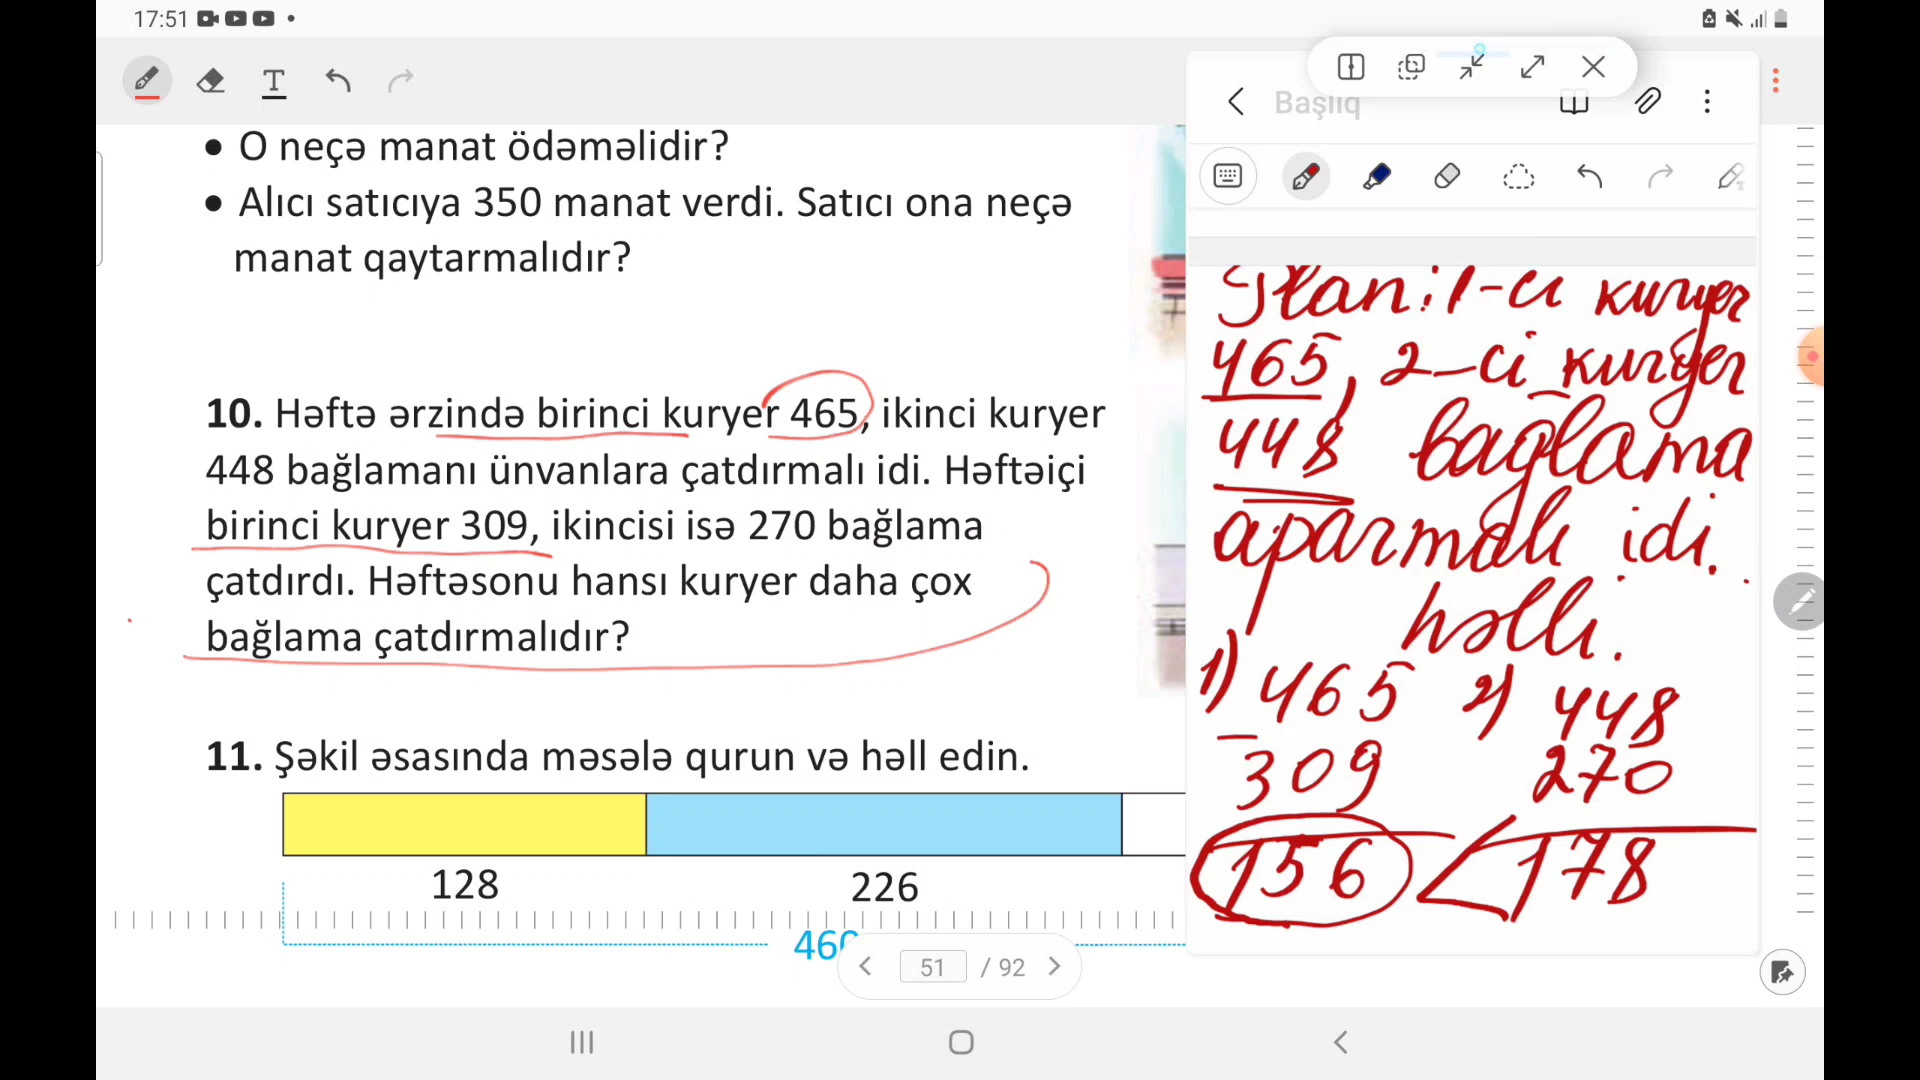 17:51
Başlıq
• O neçə manat ödəməlidir?
• Alıcı satıcıya 350 manat verdi. Satıcı ona neçə
manat qaytarmalıdır?
10. Həftə ərzində birinci kuryer 465, ikinci kuryer
448 bağlamanı ünvanlara çatdırmalı idi. Həftəiçi
birinci kuryer 309, ikincisi isə 270 bağlama
çatdırdı. Həftəsonu hansı kuryer daha çox
bağlama çatdırmalıdır?
11. Şəkil əsasında məsələ qurun və həll edin.
128 226
460
51 / 92
1-ci kuryer
465, 2-ci kuryer
448 bağlama
aparmalı idi.
həlli.
1) 465 2) 448
- 309 270
156 < 178